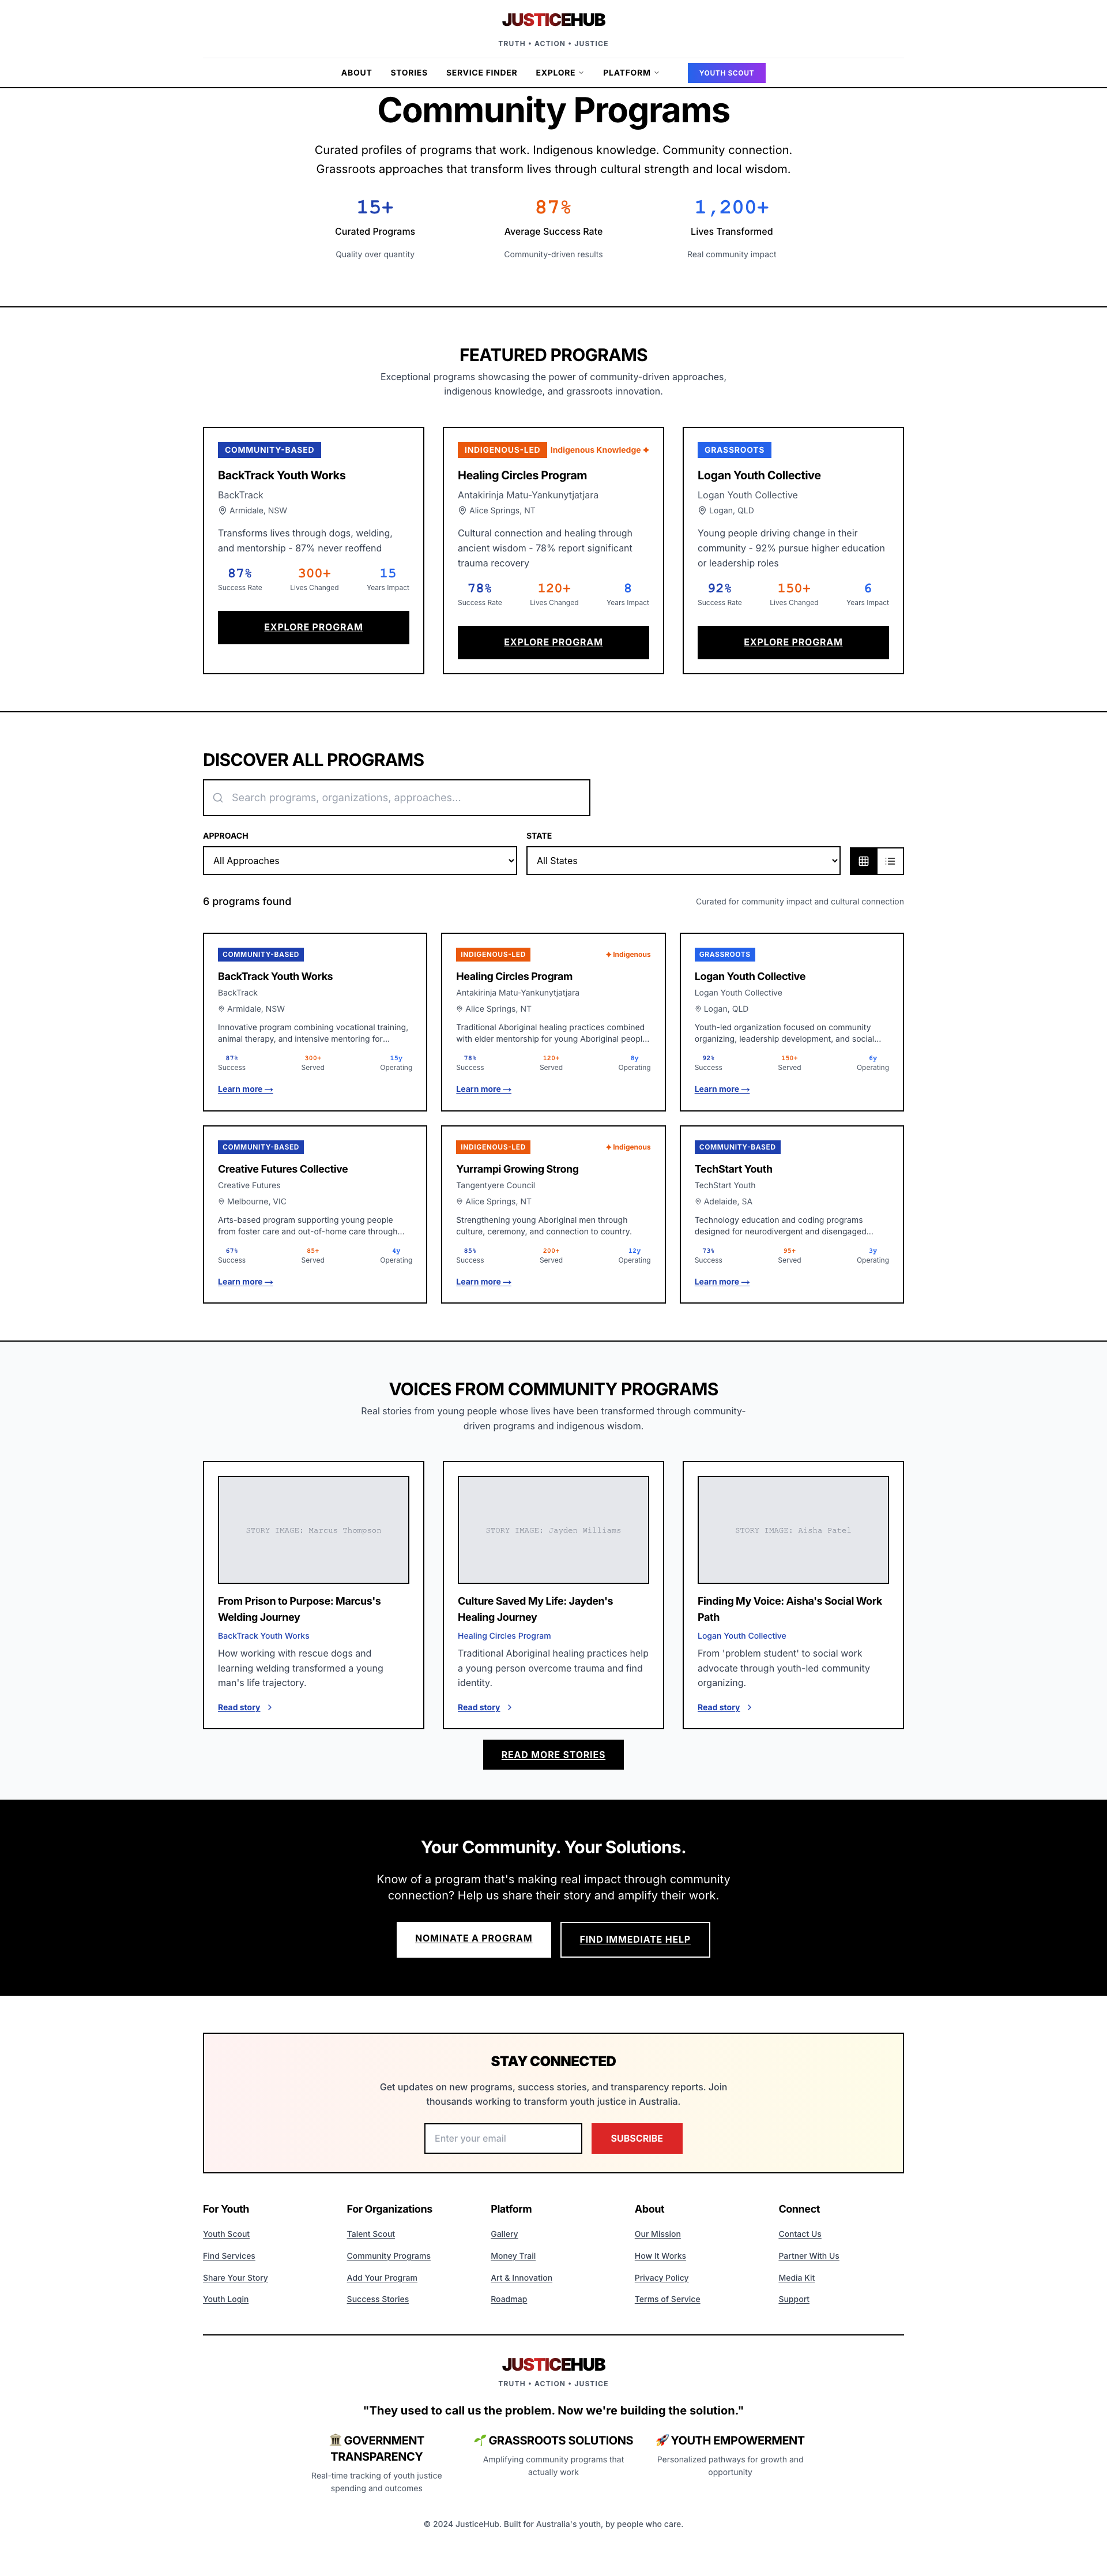 JUSTICEHUB
TRUTH • ACTION • JUSTICE
ABOUT STORIES SERVICE FINDER EXPLORE PLATFORM YOUTH SCOUT
Community Programs
Curated profiles of programs that work. Indigenous knowledge. Community connection.
Grassroots approaches that transform lives through cultural strength and local wisdom.
15+
Curated Programs
Quality over quantity
87%
Average Success Rate
Community-driven results
1,200+
Lives Transformed
Real community impact
FEATURED PROGRAMS
Exceptional programs showcasing the power of community-driven approaches,
indigenous knowledge, and grassroots innovation.
COMMUNITY-BASED
BackTrack Youth Works
BackTrack
Armidale, NSW
Transforms lives through dogs, welding,
and mentorship - 87% never reoffend
87% 300+ 15
Success Rate Lives Changed Years Impact
EXPLORE PROGRAM
INDIGENOUS-LED Indigenous Knowledge ✦
Healing Circles Program
Antakirinja Matu-Yankunytjatjara
Alice Springs, NT
Cultural connection and healing through
ancient wisdom - 78% report significant
trauma recovery
78% 120+ 8
Success Rate Lives Changed Years Impact
EXPLORE PROGRAM
GRASSROOTS
Logan Youth Collective
Logan Youth Collective
Logan, QLD
Young people driving change in their
community - 92% pursue higher education
or leadership roles
92% 150+ 6
Success Rate Lives Changed Years Impact
EXPLORE PROGRAM
DISCOVER ALL PROGRAMS
Search programs, organizations, approaches...
APPROACH
All Approaches
STATE
All States
6 programs found
Curated for community impact and cultural connection
COMMUNITY-BASED
BackTrack Youth Works
BackTrack
Armidale, NSW
Innovative program combining vocational training,
animal therapy, and intensive mentoring for...
87% 300+ 15y
Success Served Operating
Learn more →
INDIGENOUS-LED ✦ Indigenous
Healing Circles Program
Antakirinja Matu-Yankunytjatjara
Alice Springs, NT
Traditional Aboriginal healing practices combined
with elder mentorship for young Aboriginal peopl...
78% 120+ 8y
Success Served Operating
Learn more →
GRASSROOTS
Logan Youth Collective
Logan Youth Collective
Logan, QLD
Youth-led organization focused on community
organizing, leadership development, and social...
92% 150+ 6y
Success Served Operating
Learn more →
COMMUNITY-BASED
Creative Futures Collective
Creative Futures
Melbourne, VIC
Arts-based program supporting young people
from foster care and out-of-home care through...
67% 85+ 4y
Success Served Operating
Learn more →
INDIGENOUS-LED ✦ Indigenous
Yurrampi Growing Strong
Tangentyere Council
Alice Springs, NT
Strengthening young Aboriginal men through
culture, ceremony, and connection to country.
85% 200+ 12y
Success Served Operating
Learn more →
COMMUNITY-BASED
TechStart Youth
TechStart Youth
Adelaide, SA
Technology education and coding programs
designed for neurodivergent and disengaged...
73% 95+ 3y
Success Served Operating
Learn more →
VOICES FROM COMMUNITY PROGRAMS
Real stories from young people whose lives have been transformed through community-
driven programs and indigenous wisdom.
STORY IMAGE: Marcus Thompson
From Prison to Purpose: Marcus's
Welding Journey
BackTrack Youth Works
How working with rescue dogs and
learning welding transformed a young
man's life trajectory.
Read story
STORY IMAGE: Jayden Williams
Culture Saved My Life: Jayden's
Healing Journey
Healing Circles Program
Traditional Aboriginal healing practices help
a young person overcome trauma and find
identity.
Read story
STORY IMAGE: Aisha Patel
Finding My Voice: Aisha's Social Work
Path
Logan Youth Collective
From 'problem student' to social work
advocate through youth-led community
organizing.
Read story
READ MORE STORIES
Your Community. Your Solutions.
Know of a program that's making real impact through community
connection? Help us share their story and amplify their work.
NOMINATE A PROGRAM FIND IMMEDIATE HELP
STAY CONNECTED
Get updates on new programs, success stories, and transparency reports. Join
thousands working to transform youth justice in Australia.
Enter your email SUBSCRIBE
For Youth
Youth Scout
Find Services
Share Your Story
Youth Login
For Organizations
Talent Scout
Community Programs
Add Your Program
Success Stories
Platform
Gallery
Money Trail
Art & Innovation
Roadmap
About
Our Mission
How It Works
Privacy Policy
Terms of Service
Connect
Contact Us
Partner With Us
Media Kit
Support
JUSTICEHUB
TRUTH • ACTION • JUSTICE
"They used to call us the problem. Now we're building the solution."
🏛️ GOVERNMENT
TRANSPARENCY
Real-time tracking of youth justice
spending and outcomes
🌱 GRASSROOTS SOLUTIONS
Amplifying community programs that
actually work
🚀 YOUTH EMPOWERMENT
Personalized pathways for growth and
opportunity
© 2024 JusticeHub. Built for Australia's youth, by people who care.